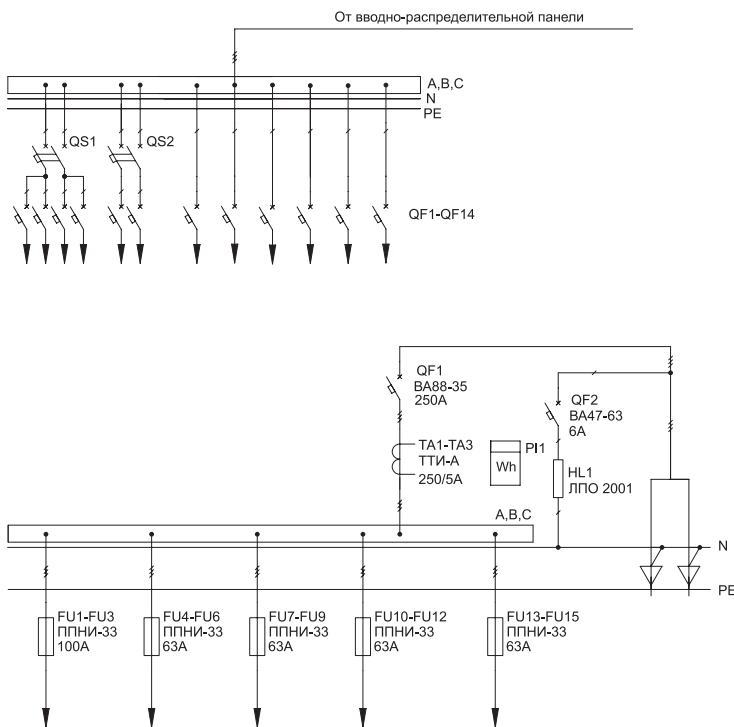 От вводно-распределительной панели
A,B,C
N
PE
QS1
QS2
QF1-QF14
QF1
ВА88-35
250А
QF2
ВА47-63
6А
ТА1-ТА3
ТТИ-А
250/5А
PI1
Wh
HL1
ЛПО 2001
A,B,C
N
PE
FU1-FU3
ППНИ-33
100А
FU4-FU6
ППНИ-33
63А
FU7-FU9
ППНИ-33
63А
FU10-FU12
ППНИ-33
63А
FU13-FU15
ППНИ-33
63А